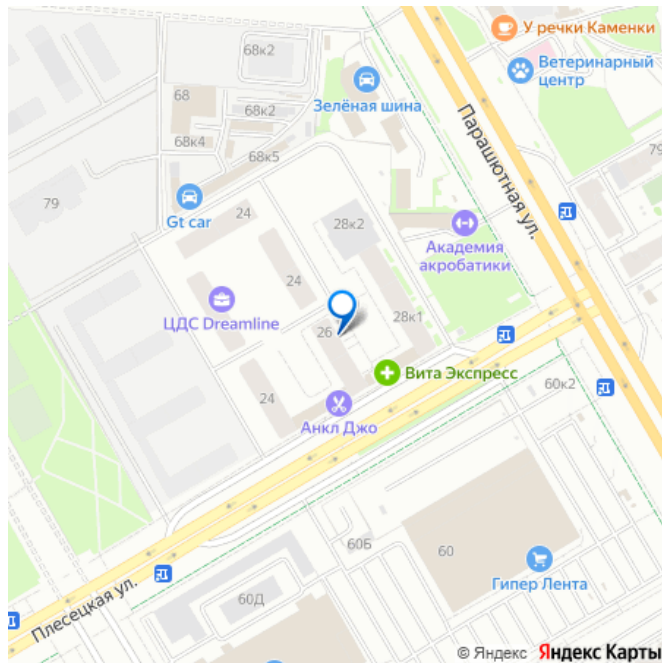 У речки Каменки
Ветеринарный
центр
68к2
68
Зелёная шина
68к2
68к4
68к5
Парашютная ул.
79
79
Gt car
24
28к2
Академия
акробатики
24
ЦДС Dreamline
26
28к1
Вита Экспресс
24
60к2
Анкл Джо
60Б
60
Гипер Лента
Плесецкая ул.
60Д
© Яндекс Яндекс Карты